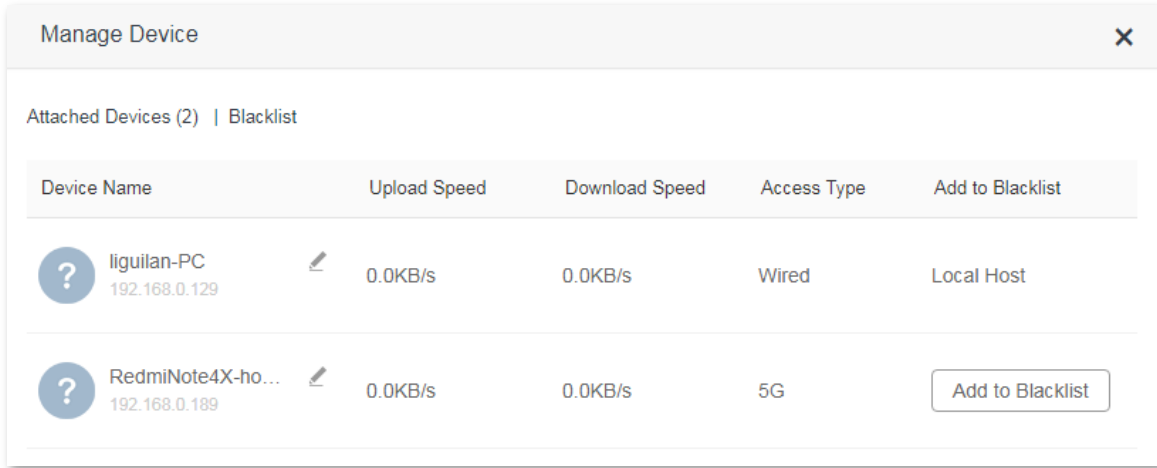 Manage Device
Attached Devices (2) | Blacklist
Device Name Upload Speed Download Speed Access Type Add to Blacklist
? liguilan-PC 0.0KB/s 0.0KB/s Wired Local Host
192.168.0.129
? RedmiNote4X-ho... 0.0KB/s 0.0KB/s 5G Add to Blacklist
192.168.0.189